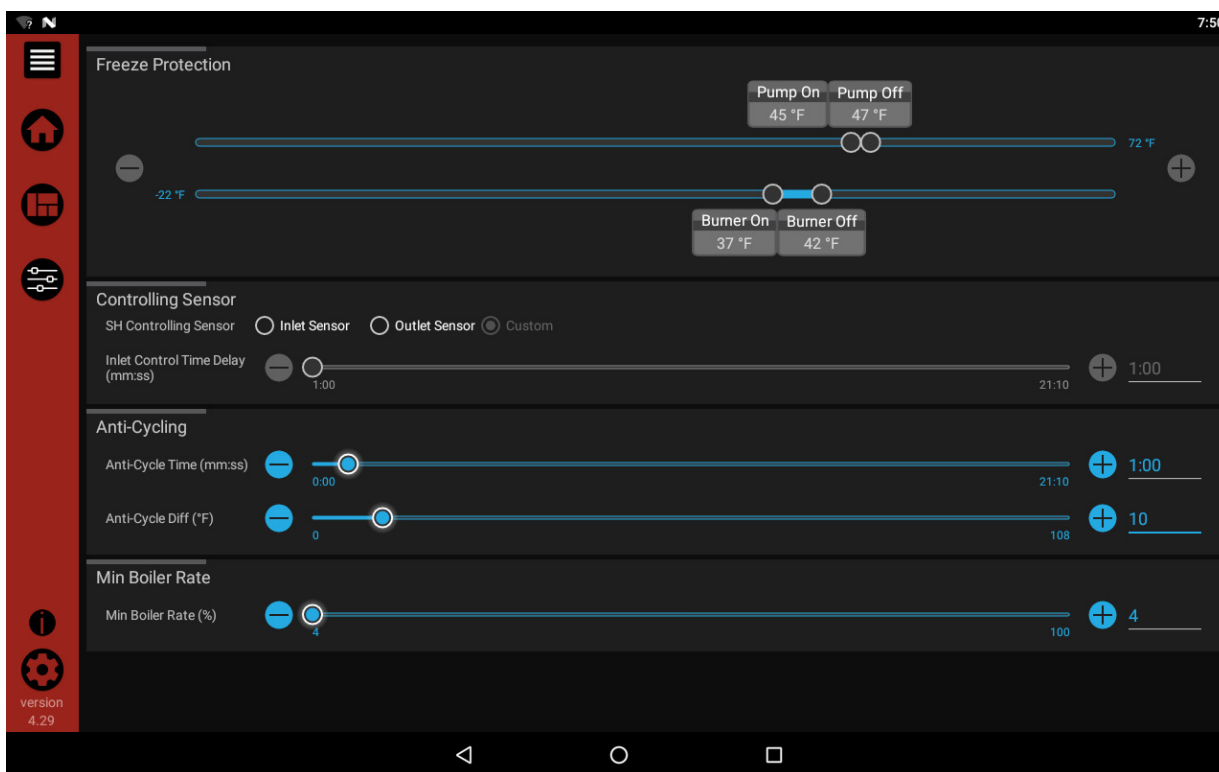 7:50
Freeze Protection
Pump On Pump Off
45 °F 47 °F
72 °F
-22 °F
Burner On Burner Off
37 °F 42 °F
Controlling Sensor
SH Controlling Sensor Inlet Sensor Outlet Sensor Custom
Inlet Control Time Delay
(mm:ss)
1:00
1:00 21:10
Anti-Cycling
Anti-Cycle Time (mm:ss) 1:00
0:00 21:10
Anti-Cycle Diff (°F) 10
0 108
Min Boiler Rate
Min Boiler Rate (%) 4
4 100
version
4.29